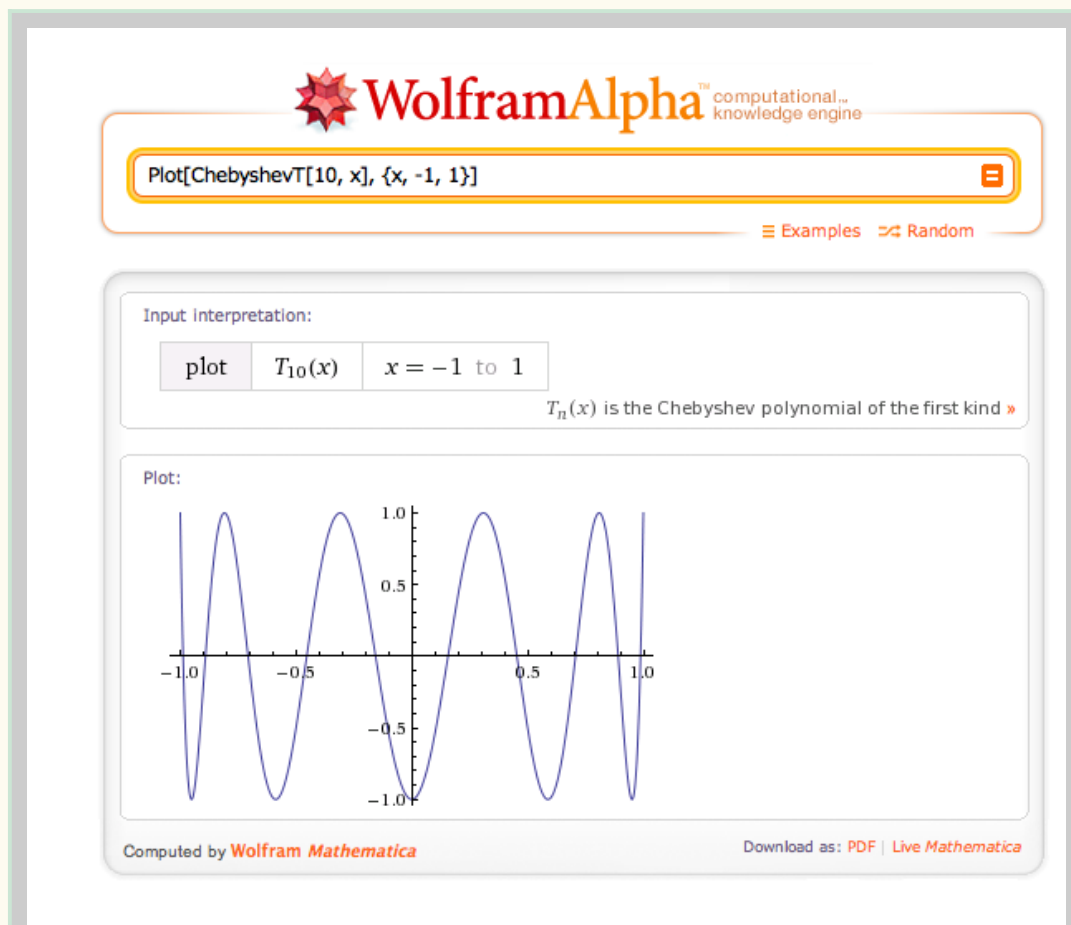 WolframAlpha™ computational...
knowledge engine
Plot[ChebyshevT[10, x], {x, -1, 1}]
Examples Random
Input interpretation:
plot T₁₀(x) x = −1 to 1
Tₙ(x) is the Chebyshev polynomial of the first kind »
Plot:
1.0
0.5
−1.0 −0.5 0.5 1.0
−0.5
−1.0
Computed by Wolfram Mathematica
Download as: PDF | Live Mathematica